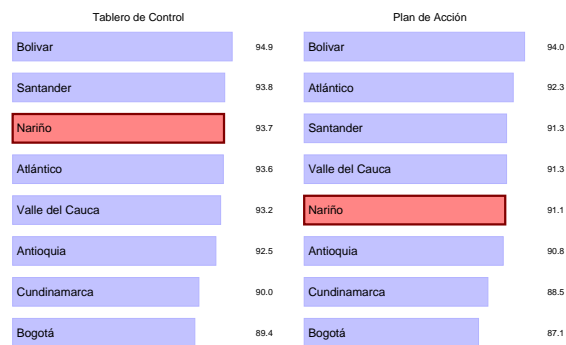 Tablero de Control
Bolivar 94.9
Santander 93.8
Nariño 93.7
Atlántico 93.6
Valle del Cauca 93.2
Antioquia 92.5
Cundinamarca 90.0
Bogotá 89.4
Plan de Acción
Bolivar 94.0
Atlántico 92.3
Santander 91.3
Valle del Cauca 91.3
Nariño 91.1
Antioquia 90.8
Cundinamarca 88.5
Bogotá 87.1